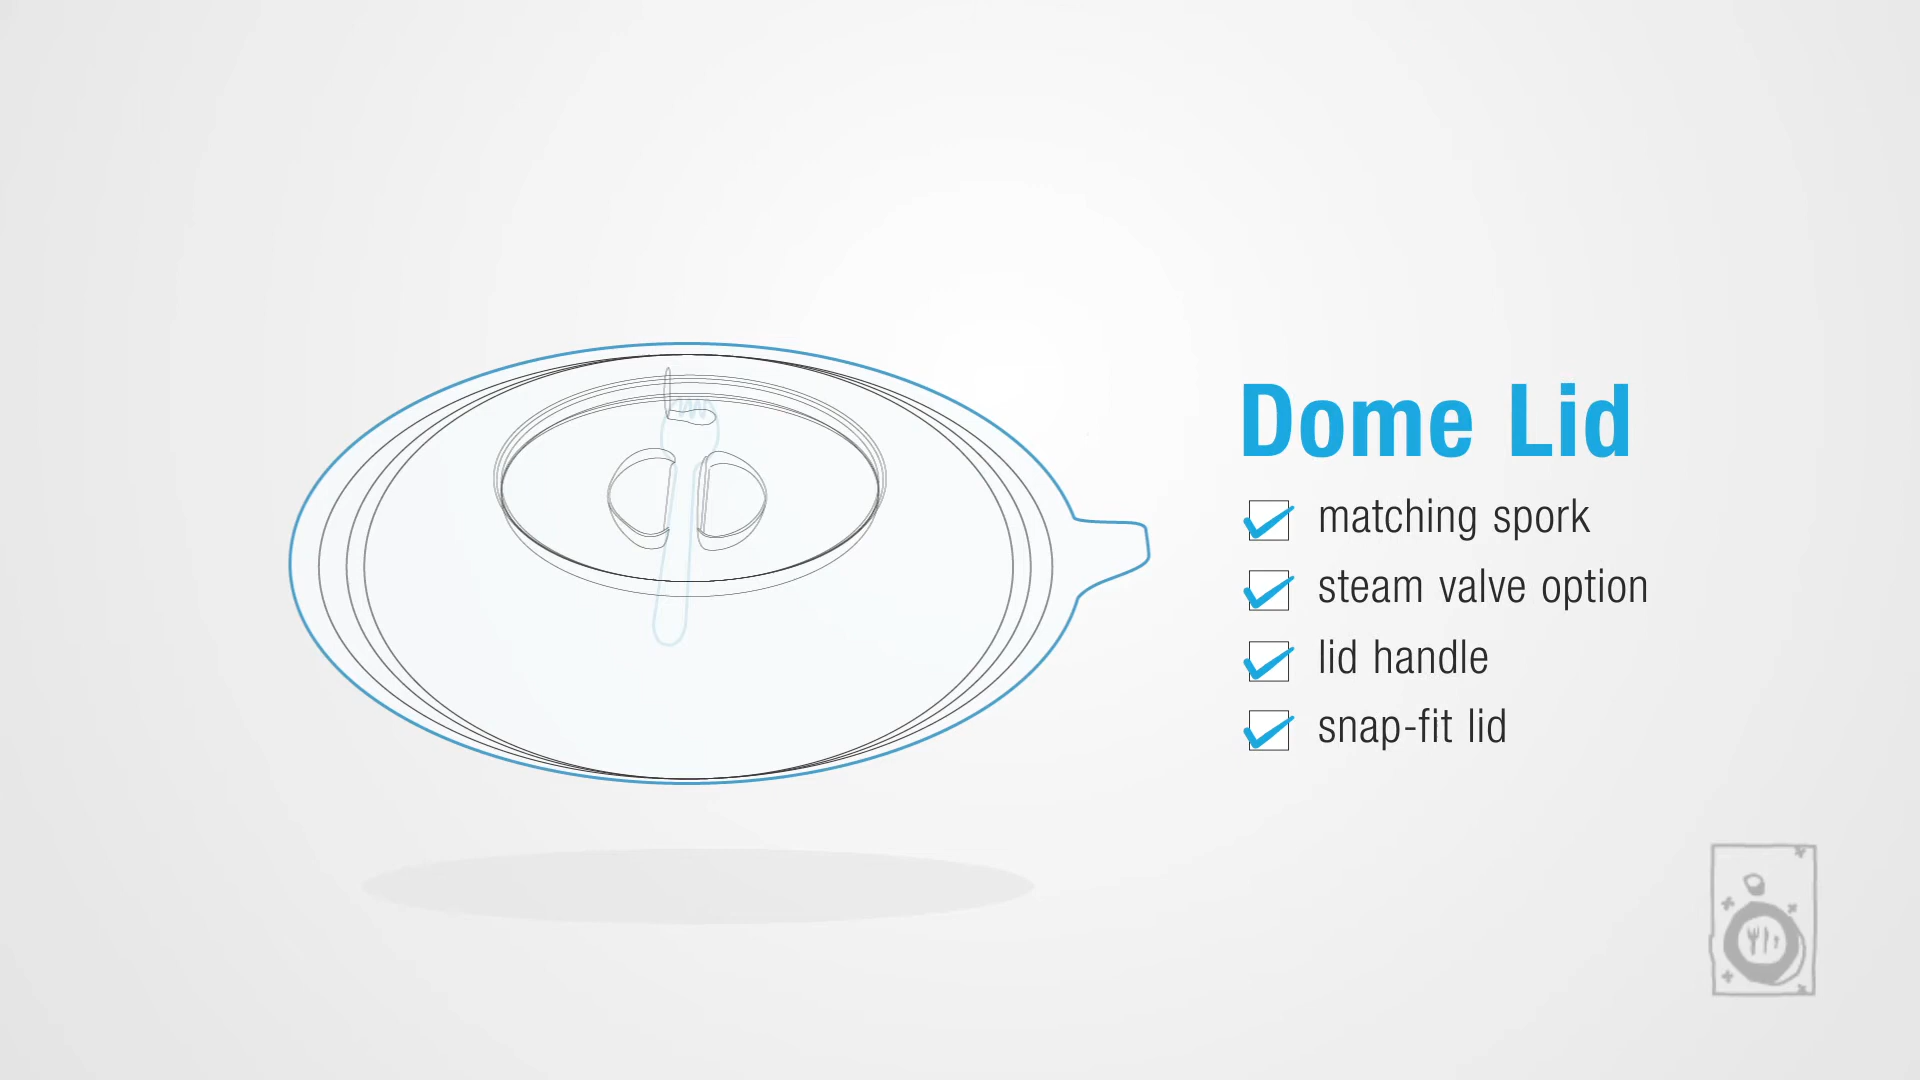 Dome Lid
matching spork
steam valve option
lid handle
snap-fit lid